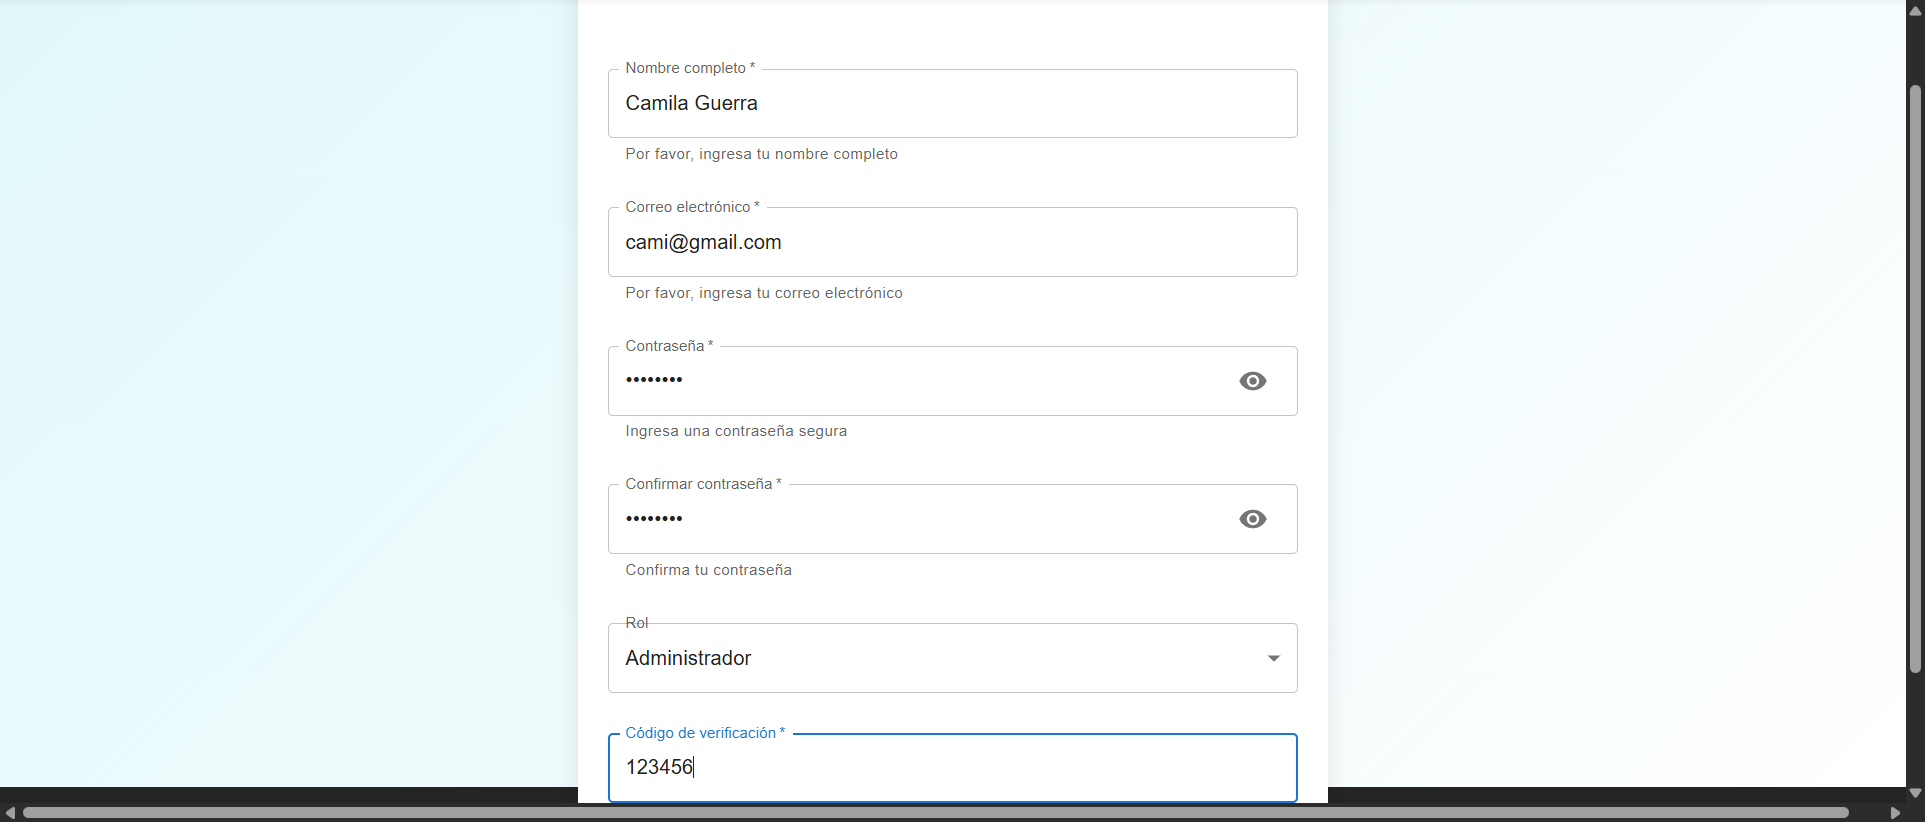 Nombre completo *
Camila Guerra
Por favor, ingresa tu nombre completo
Correo electrónico *
cami@gmail.com
Por favor, ingresa tu correo electrónico
Contraseña *
••••••••
Ingresa una contraseña segura
Confirmar contraseña *
••••••••
Confirma tu contraseña
Rol
Administrador
Código de verificación *
123456